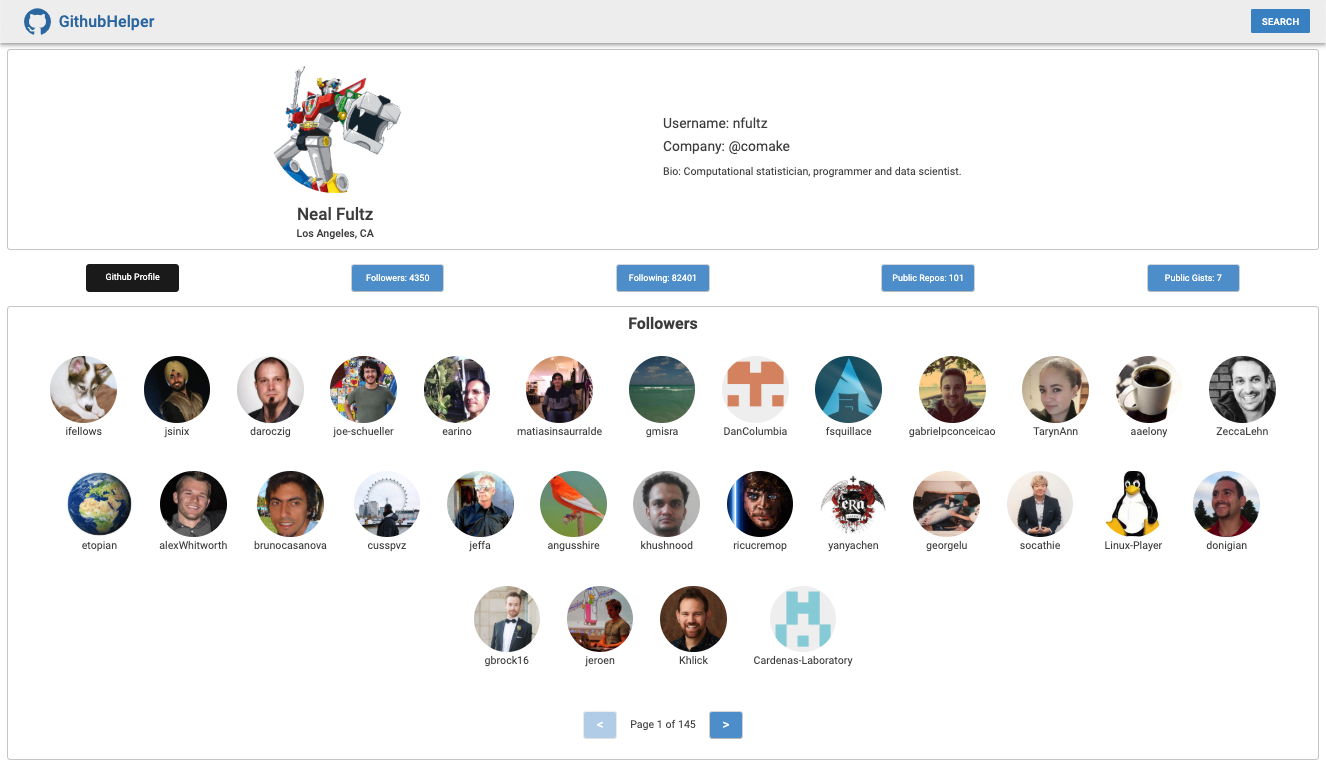 GithubHelper
SEARCH
Username: nfultz
Company: @comake
Bio: Computational statistician, programmer and data scientist.
Neal Fultz
Los Angeles, CA
Github Profile
Followers: 4350
Following: 82401
Public Repos: 101
Public Gists: 7
Followers
ifellows jsinix daroczig joe-schueller earino matiasinsaurralde gmisra DanColumbia fsquillace gabrielpconceicao TarynAnn aaelony ZeccaLehn
era
etopian alexWhitworth brunocasanova cusspvz jeffa angusshire khushnood ricucremop yanyachen georgelu socathie Linux-Player donigian
gbrock16 jeroen Khlick Cardenas-Laboratory
< Page 1 of 145 >